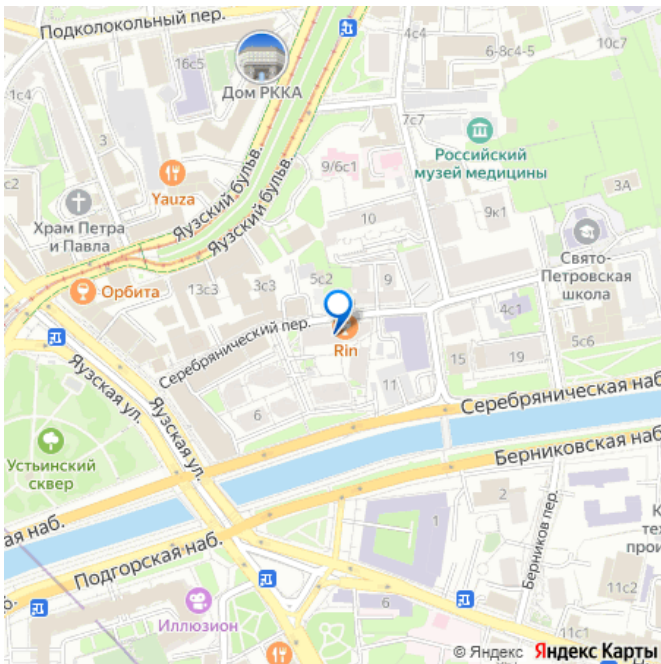 Подколокольный пер.
16с5
4с4
6-8с4-5
10с7
1с4
Дом РККА
3
7с7
Российский
музей медицины
с2
Yauza
Яузский бульв.
Яузский бульв.
9/6с1
3А
Храм Петра
и Павла
10
9к1
Свято-
Петровская
школа
Орбита
13с3
3с3
5с2
9
4с1
Серебрянический пер.
Rin
5с6
15
19
11
Яузская ул.
Яузская ул.
6
Серебряническая наб.
Устьинский
сквер
Берниковская наб.
2
ая наб.
1
Подгорская наб.
Берников пер.
К
тех
прои
Иллюзион
6
11с2
© Яндекс Яндекс Карты